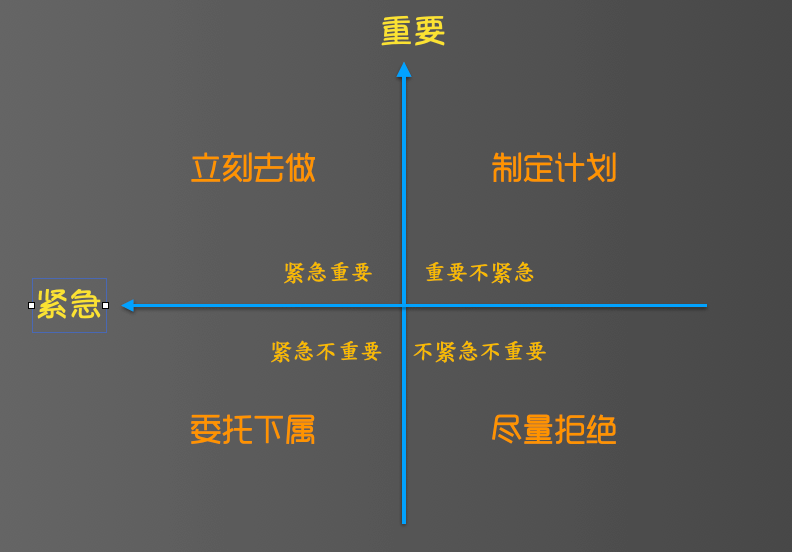 重要
立刻去做
制定计划
紧急重要
重要不紧急
紧急
紧急不重要
不紧急不重要
委托下属
尽量拒绝